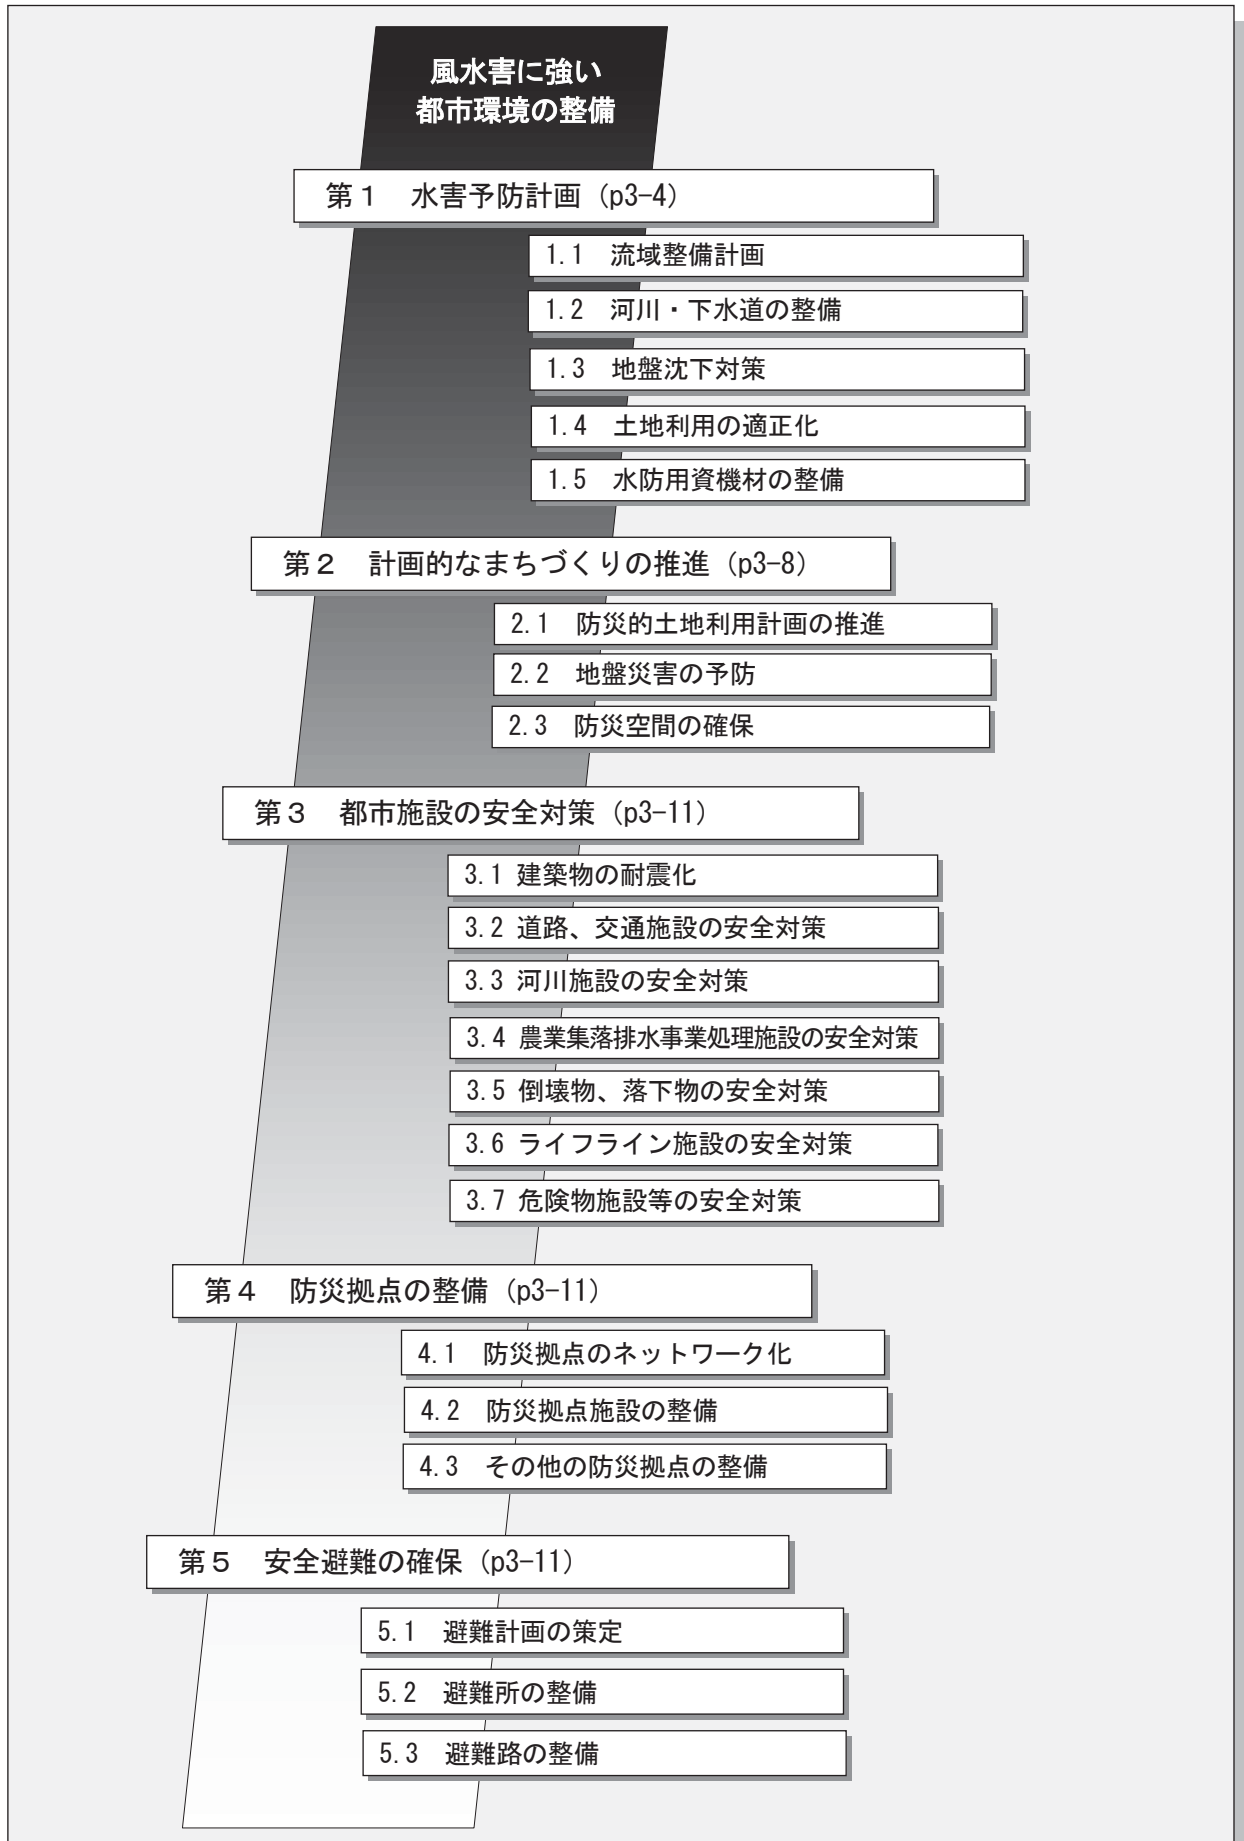 風水害に強い
都市環境の整備
第１　水害予防計画（p3-4）
1.1　流域整備計画
1.2　河川・下水道の整備
1.3　地盤沈下対策
1.4　土地利用の適正化
1.5　水防用資機材の整備
第２　計画的なまちづくりの推進（p3-8）
2.1　防災的土地利用計画の推進
2.2　地盤災害の予防
2.3　防災空間の確保
第３　都市施設の安全対策（p3-11）
3.1 建築物の耐震化
3.2 道路、交通施設の安全対策
3.3 河川施設の安全対策
3.4 農業集落排水事業処理施設の安全対策
3.5 倒壊物、落下物の安全対策
3.6 ライフライン施設の安全対策
3.7 危険物施設等の安全対策
第４　防災拠点の整備（p3-11）
4.1　防災拠点のネットワーク化
4.2　防災拠点施設の整備
4.3　その他の防災拠点の整備
第５　安全避難の確保（p3-11）
5.1　避難計画の策定
5.2　避難所の整備
5.3　避難路の整備